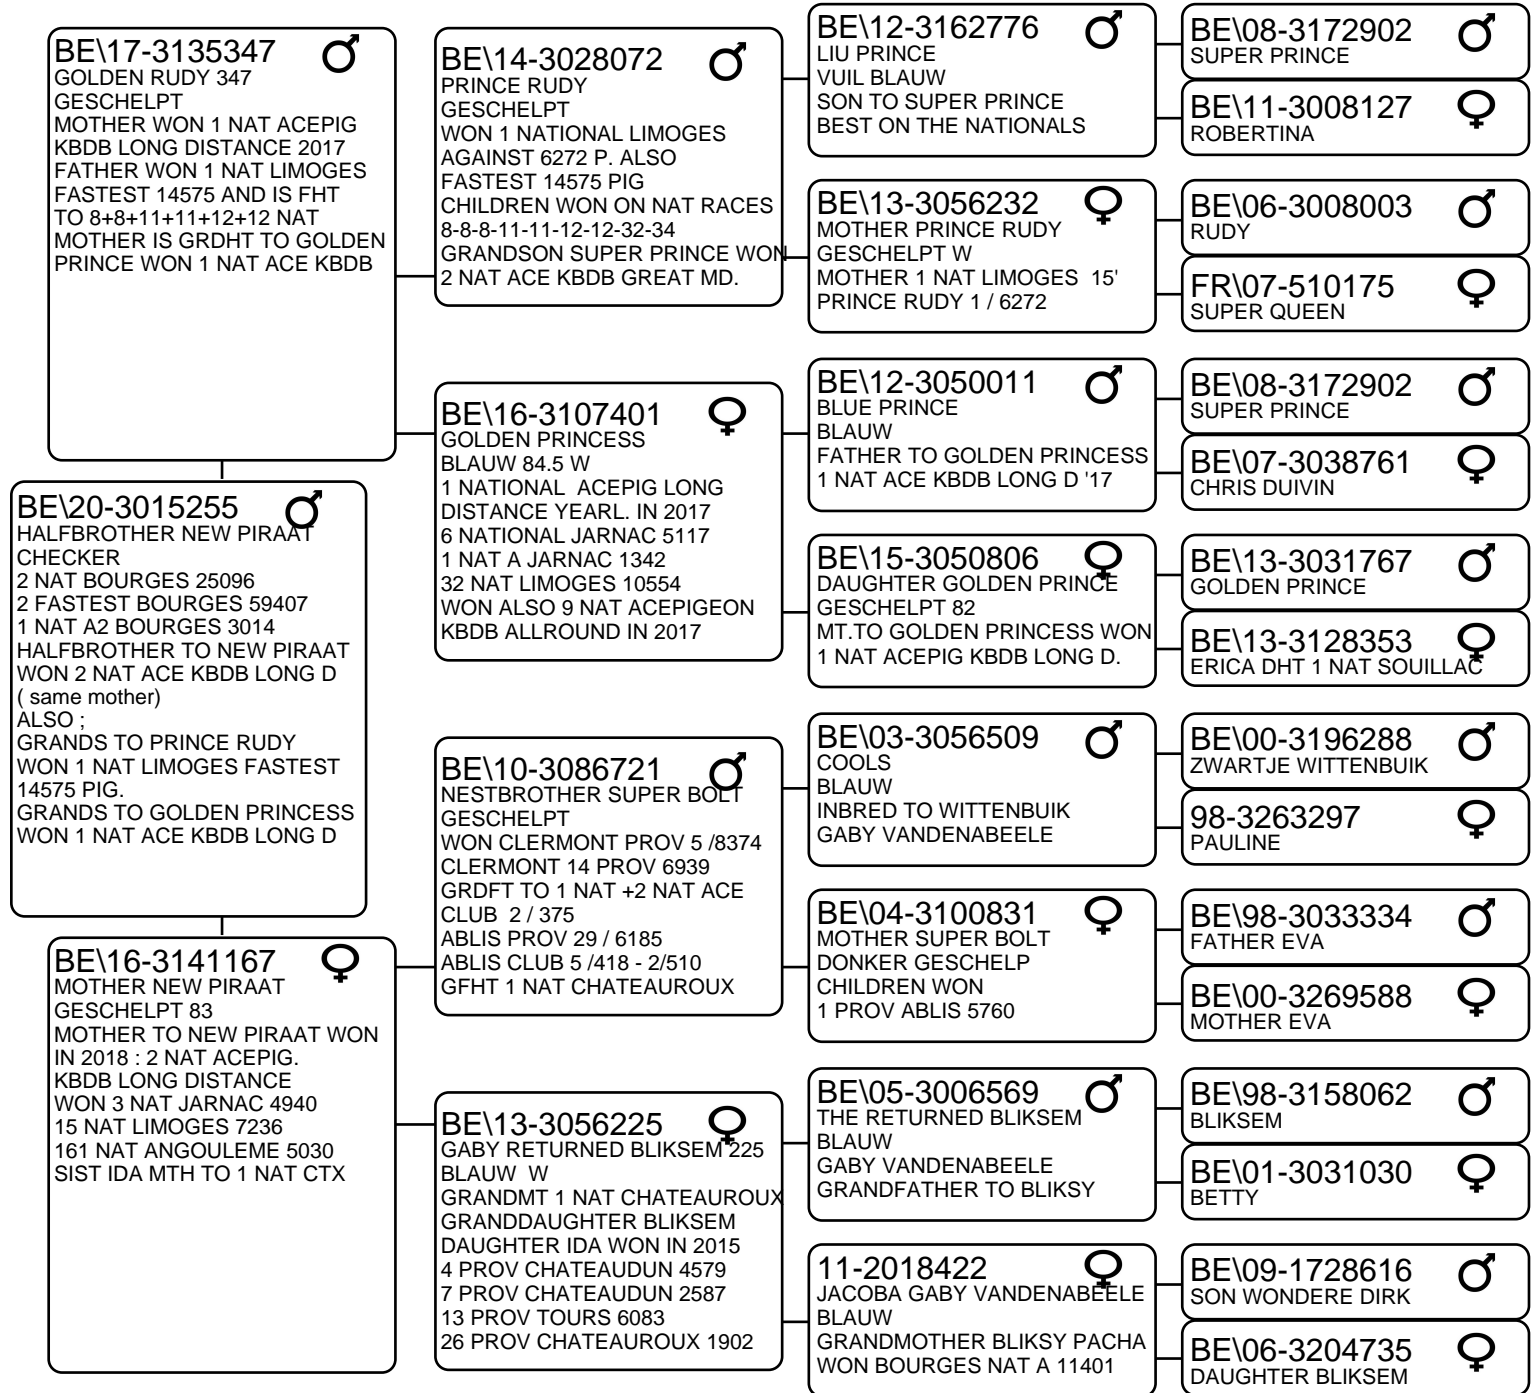 BE\17-3135347
GOLDEN RUDY 347
GESCHELPT
MOTHER WON 1 NAT ACEPIG
KBDB LONG DISTANCE 2017
FATHER WON 1 NAT LIMOGES
FASTEST 14575 AND IS FHT
TO 8+8+11+11+12+12 NAT
MOTHER IS GRDHT TO GOLDEN
PRINCE WON 1 NAT ACE KBDB
BE\20-3015255
HALFBROTHER NEW PIRAAT
CHECKER
2 NAT BOURGES 25096
2 FASTEST BOURGES 59407
1 NAT A2 BOURGES 3014
HALFBROTHER TO NEW PIRAAT
WON 2 NAT ACE KBDB LONG D
( same mother)
ALSO ;
GRANDS TO PRINCE RUDY
WON 1 NAT LIMOGES FASTEST
14575 PIG.
GRANDS TO GOLDEN PRINCESS
WON 1 NAT ACE KBDB LONG D
BE\16-3141167
MOTHER NEW PIRAAT
GESCHELPT 83
MOTHER TO NEW PIRAAT WON
IN 2018 : 2 NAT ACEPIG.
KBDB LONG DISTANCE
WON 3 NAT JARNAC 4940
15 NAT LIMOGES 7236
161 NAT ANGOULEME 5030
SIST IDA MTH TO 1 NAT CTX
BE\14-3028072
PRINCE RUDY
GESCHELPT
WON 1 NATIONAL LIMOGES
AGAINST 6272 P. ALSO
FASTEST 14575 PIG
CHILDREN WON ON NAT RACES
8-8-8-11-11-12-12-32-34
GRANDSON SUPER PRINCE WON
2 NAT ACE KBDB GREAT MD.
BE\16-3107401
GOLDEN PRINCESS
BLAUW 84.5 W
1 NATIONAL  ACEPIG LONG
DISTANCE YEARL. IN 2017
6 NATIONAL JARNAC 5117
1 NAT A JARNAC 1342
32 NAT LIMOGES 10554
WON ALSO 9 NAT ACEPIGEON
KBDB ALLROUND IN 2017
BE\10-3086721
NESTBROTHER SUPER BOLT
GESCHELPT
WON CLERMONT PROV 5 /8374
CLERMONT 14 PROV 6939
GRDFT TO 1 NAT +2 NAT ACE
CLUB  2 / 375
ABLIS PROV 29 / 6185
ABLIS CLUB 5 /418 - 2/510
GFHT 1 NAT CHATEAUROUX
BE\13-3056225
GABY RETURNED BLIKSEM 225
BLAUW  W
GRANDMT 1 NAT CHATEAUROUX
GRANDDAUGHTER BLIKSEM
DAUGHTER IDA WON IN 2015
4 PROV CHATEAUDUN 4579
7 PROV CHATEAUDUN 2587
13 PROV TOURS 6083
26 PROV CHATEAUROUX 1902
BE\12-3162776
LIU PRINCE
VUIL BLAUW
SON TO SUPER PRINCE
BEST ON THE NATIONALS
BE\13-3056232
MOTHER PRINCE RUDY
GESCHELPT W
MOTHER 1 NAT LIMOGES  15'
PRINCE RUDY 1 / 6272
BE\12-3050011
BLUE PRINCE
BLAUW
FATHER TO GOLDEN PRINCESS
1 NAT ACE KBDB LONG D '17
BE\15-3050806
DAUGHTER GOLDEN PRINCE
GESCHELPT 82
MT.TO GOLDEN PRINCESS WON
1 NAT ACEPIG KBDB LONG D.
BE\03-3056509
COOLS
BLAUW
INBRED TO WITTENBUIK
GABY VANDENABEELE
BE\04-3100831
MOTHER SUPER BOLT
DONKER GESCHELP
CHILDREN WON
1 PROV ABLIS 5760
BE\05-3006569
THE RETURNED BLIKSEM
BLAUW
GABY VANDENABEELE
GRANDFATHER TO BLIKSY
11-2018422
JACOBA GABY VANDENABEELE
BLAUW
GRANDMOTHER BLIKSY PACHA
WON BOURGES NAT A 11401
BE\08-3172902
SUPER PRINCE
BE\11-3008127
ROBERTINA
BE\06-3008003
RUDY
FR\07-510175
SUPER QUEEN
BE\08-3172902
SUPER PRINCE
BE\07-3038761
CHRIS DUIVIN
BE\13-3031767
GOLDEN PRINCE
BE\13-3128353
ERICA DHT 1 NAT SOUILLAC
BE\00-3196288
ZWARTJE WITTENBUIK
98-3263297
PAULINE
BE\98-3033334
FATHER EVA
BE\00-3269588
MOTHER EVA
BE\98-3158062
BLIKSEM
BE\01-3031030
BETTY
BE\09-1728616
SON WONDERE DIRK
BE\06-3204735
DAUGHTER BLIKSEM